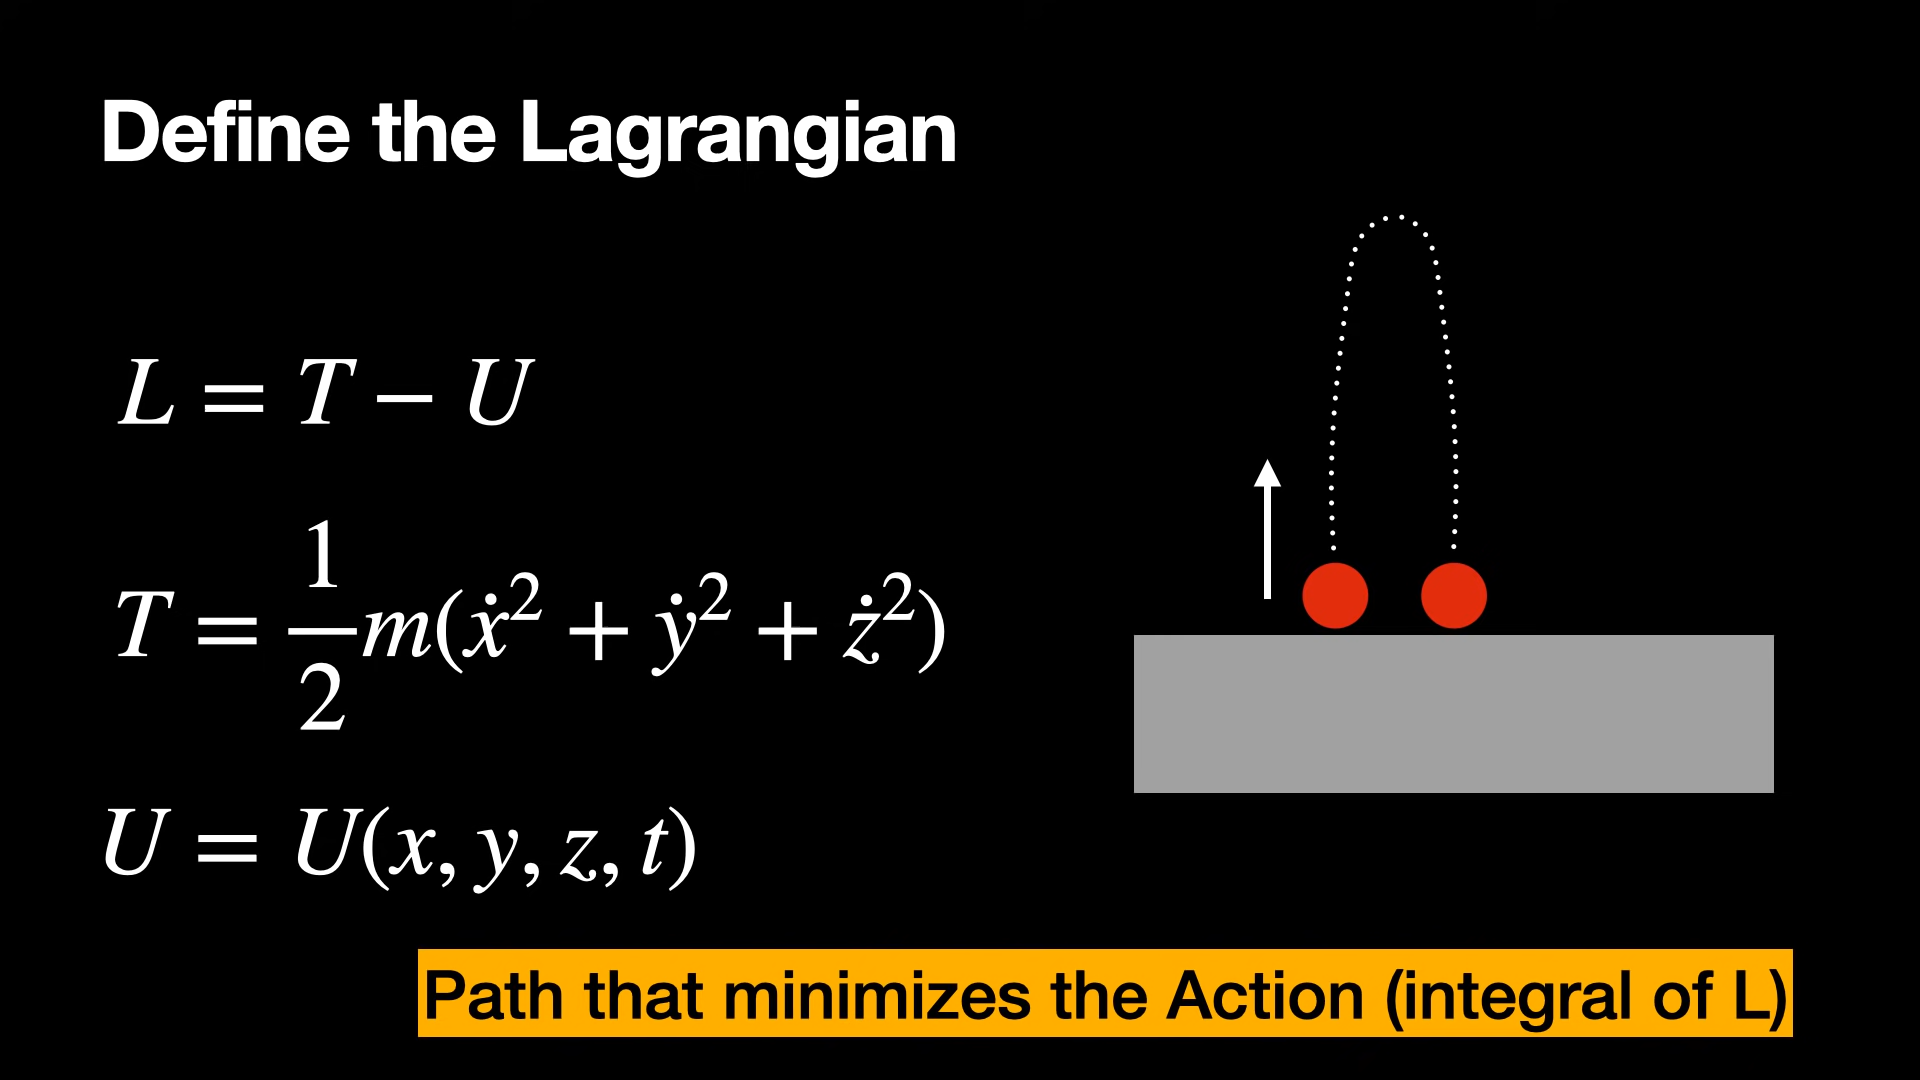 Define the Lagrangian
L = T − U
T = 1/2 m(ẋ² + ẏ² + ż²)
U = U(x, y, z, t)
Path that minimizes the Action (integral of L)